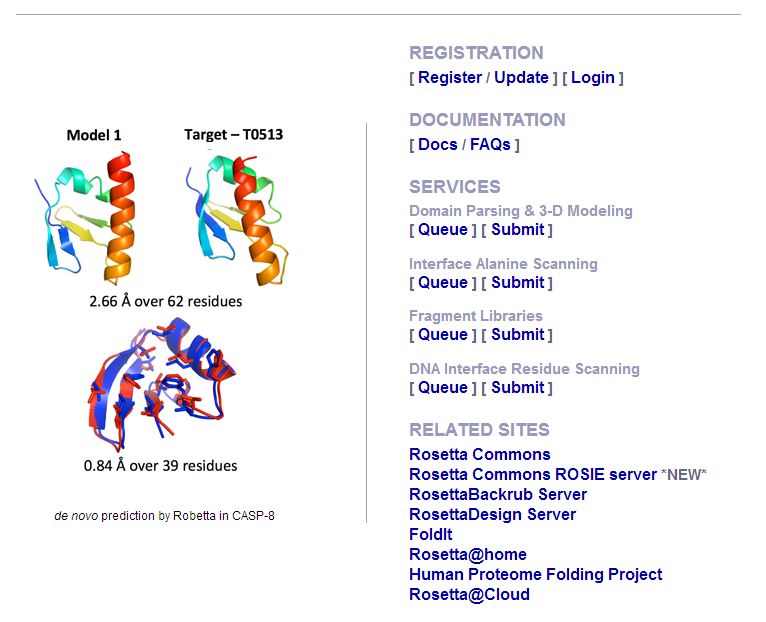 Model 1
Target – T0513
2.66 Å over 62 residues
0.84 Å over 39 residues
de novo prediction by Robetta in CASP-8
REGISTRATION
[ Register / Update ] [ Login ]
DOCUMENTATION
[ Docs / FAQs ]
SERVICES
Domain Parsing & 3-D Modeling
[ Queue ] [ Submit ]
Interface Alanine Scanning
[ Queue ] [ Submit ]
Fragment Libraries
[ Queue ] [ Submit ]
DNA Interface Residue Scanning
[ Queue ] [ Submit ]
RELATED SITES
Rosetta Commons
Rosetta Commons ROSIE server *NEW*
RosettaBackrub Server
RosettaDesign Server
FoldIt
Rosetta@home
Human Proteome Folding Project
Rosetta@Cloud